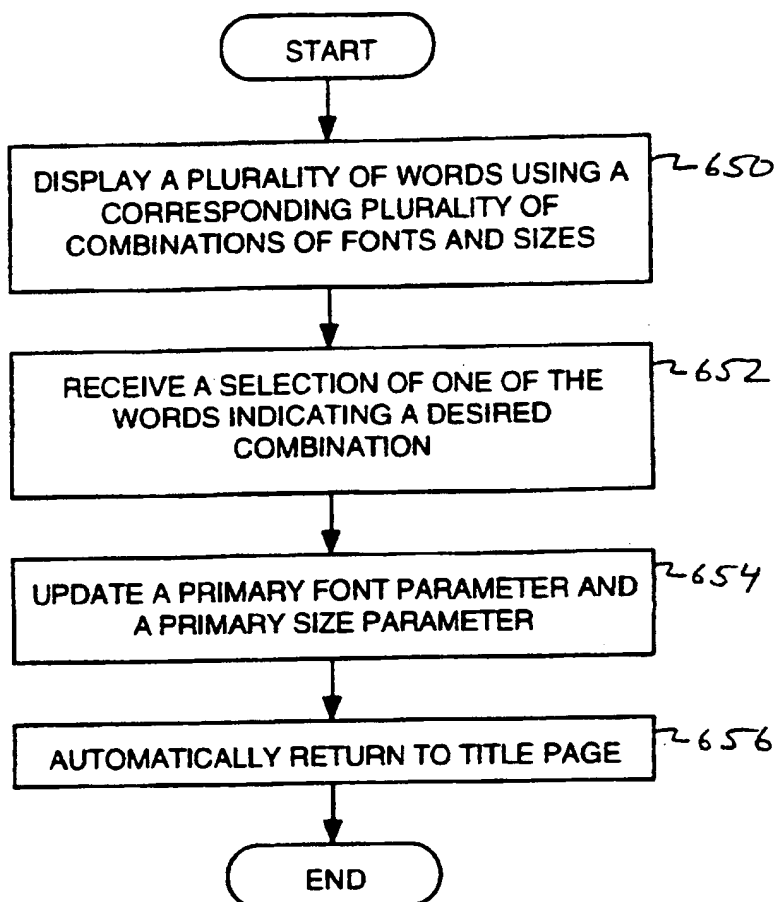 START
DISPLAY A PLURALITY OF WORDS USING A
CORRESPONDING PLURALITY OF
COMBINATIONS OF FONTS AND SIZES
650
RECEIVE A SELECTION OF ONE OF THE
WORDS INDICATING A DESIRED
COMBINATION
652
UPDATE A PRIMARY FONT PARAMETER AND
A PRIMARY SIZE PARAMETER
654
AUTOMATICALLY RETURN TO TITLE PAGE
656
END